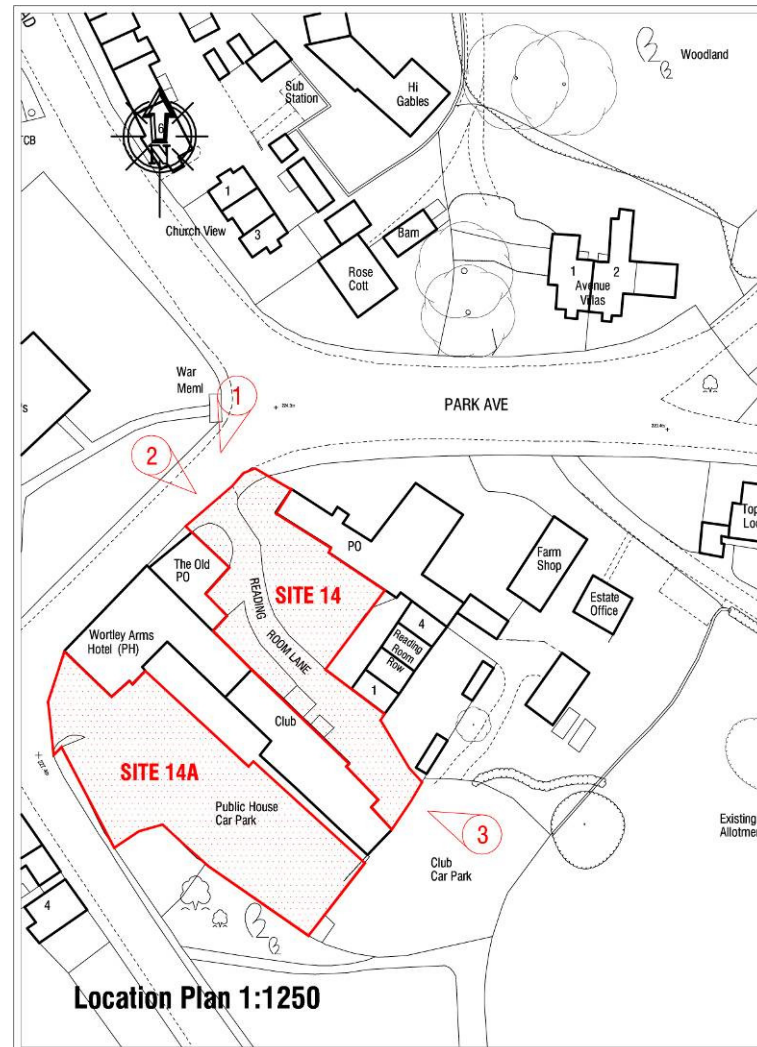 AD
Woodland
Hi
Gables
Sub
Station
6
N
TCB
1
Church View
3
Barn
Rose
Cott
1
2
Avenue
Villas
War
Meml
1
PARK AVE
2
PO
The Old
PO
Farm
Shop
SITE 14
READING
ROOM LANE
Estate
Office
4
Reading
Room
Row
1
Wortley Arms
Hotel (PH)
Club
SITE 14A
Public House
Car Park
3
Club
Car Park
Existing
4
Location Plan 1:1250